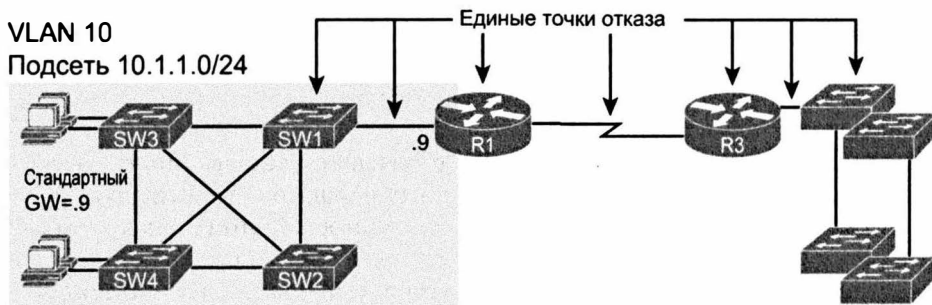 Единые точки отказа
VLAN 10
Подсеть 10.1.1.0/24
SW3
SW1
.9
R1
R3
Стандартный
GW=.9
SW4
SW2